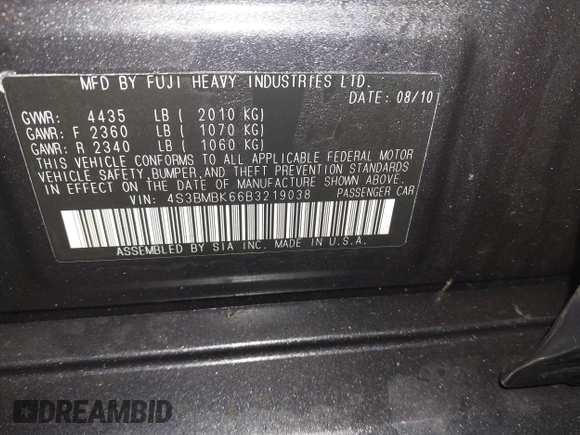 MFD BY FUJI HEAVY INDUSTRIES LTD.
DATE: 08/10
GVWR: 4435 LB ( 2010 KG)
GAWR: F 2360 LB ( 1070 KG)
GAWR: R 2340 LB ( 1060 KG)
THIS VEHICLE CONFORMS TO ALL APPLICABLE FEDERAL MOTOR
VEHICLE SAFETY, BUMPER, AND THEFT PREVENTION STANDARDS
IN EFFECT ON THE DATE OF MANUFACTURE SHOWN ABOVE.
VIN: 4S3BMBK66B3219038 PASSENGER CAR
ASSEMBLED BY SIA INC. MADE IN U.S.A.
DREAMBID